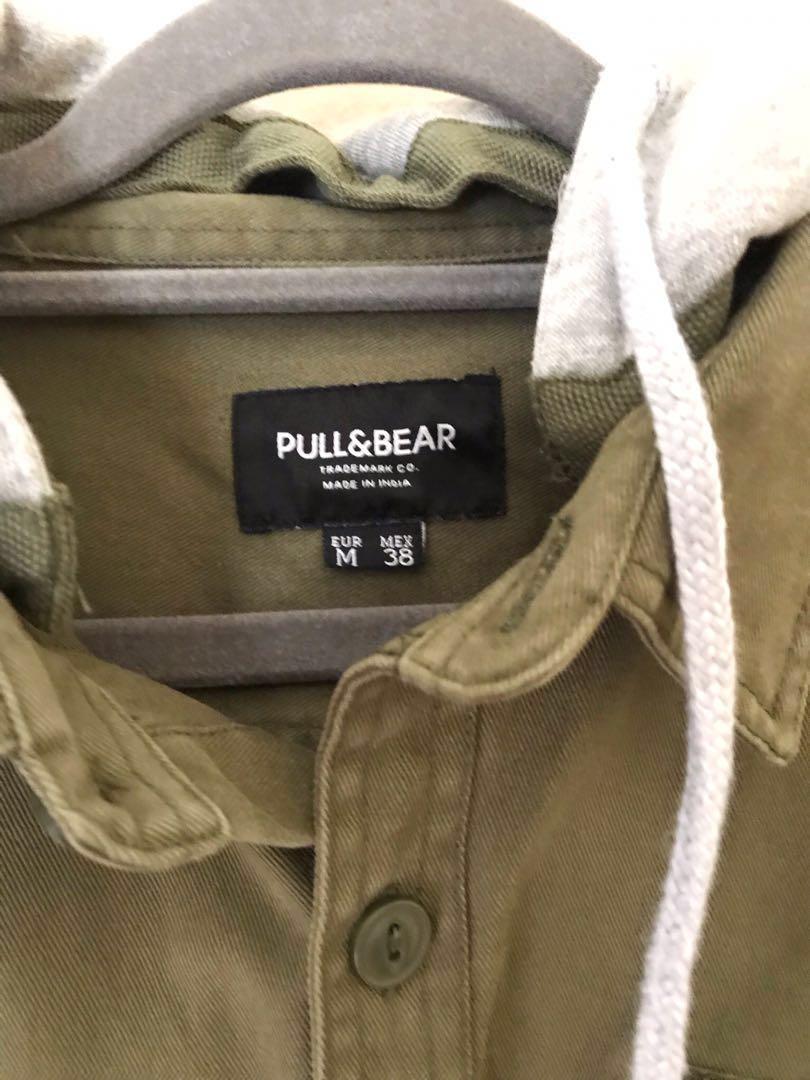 PULL&BEAR
TRADEMARK CO.
MADE IN INDIA
EUR MEX
M 38